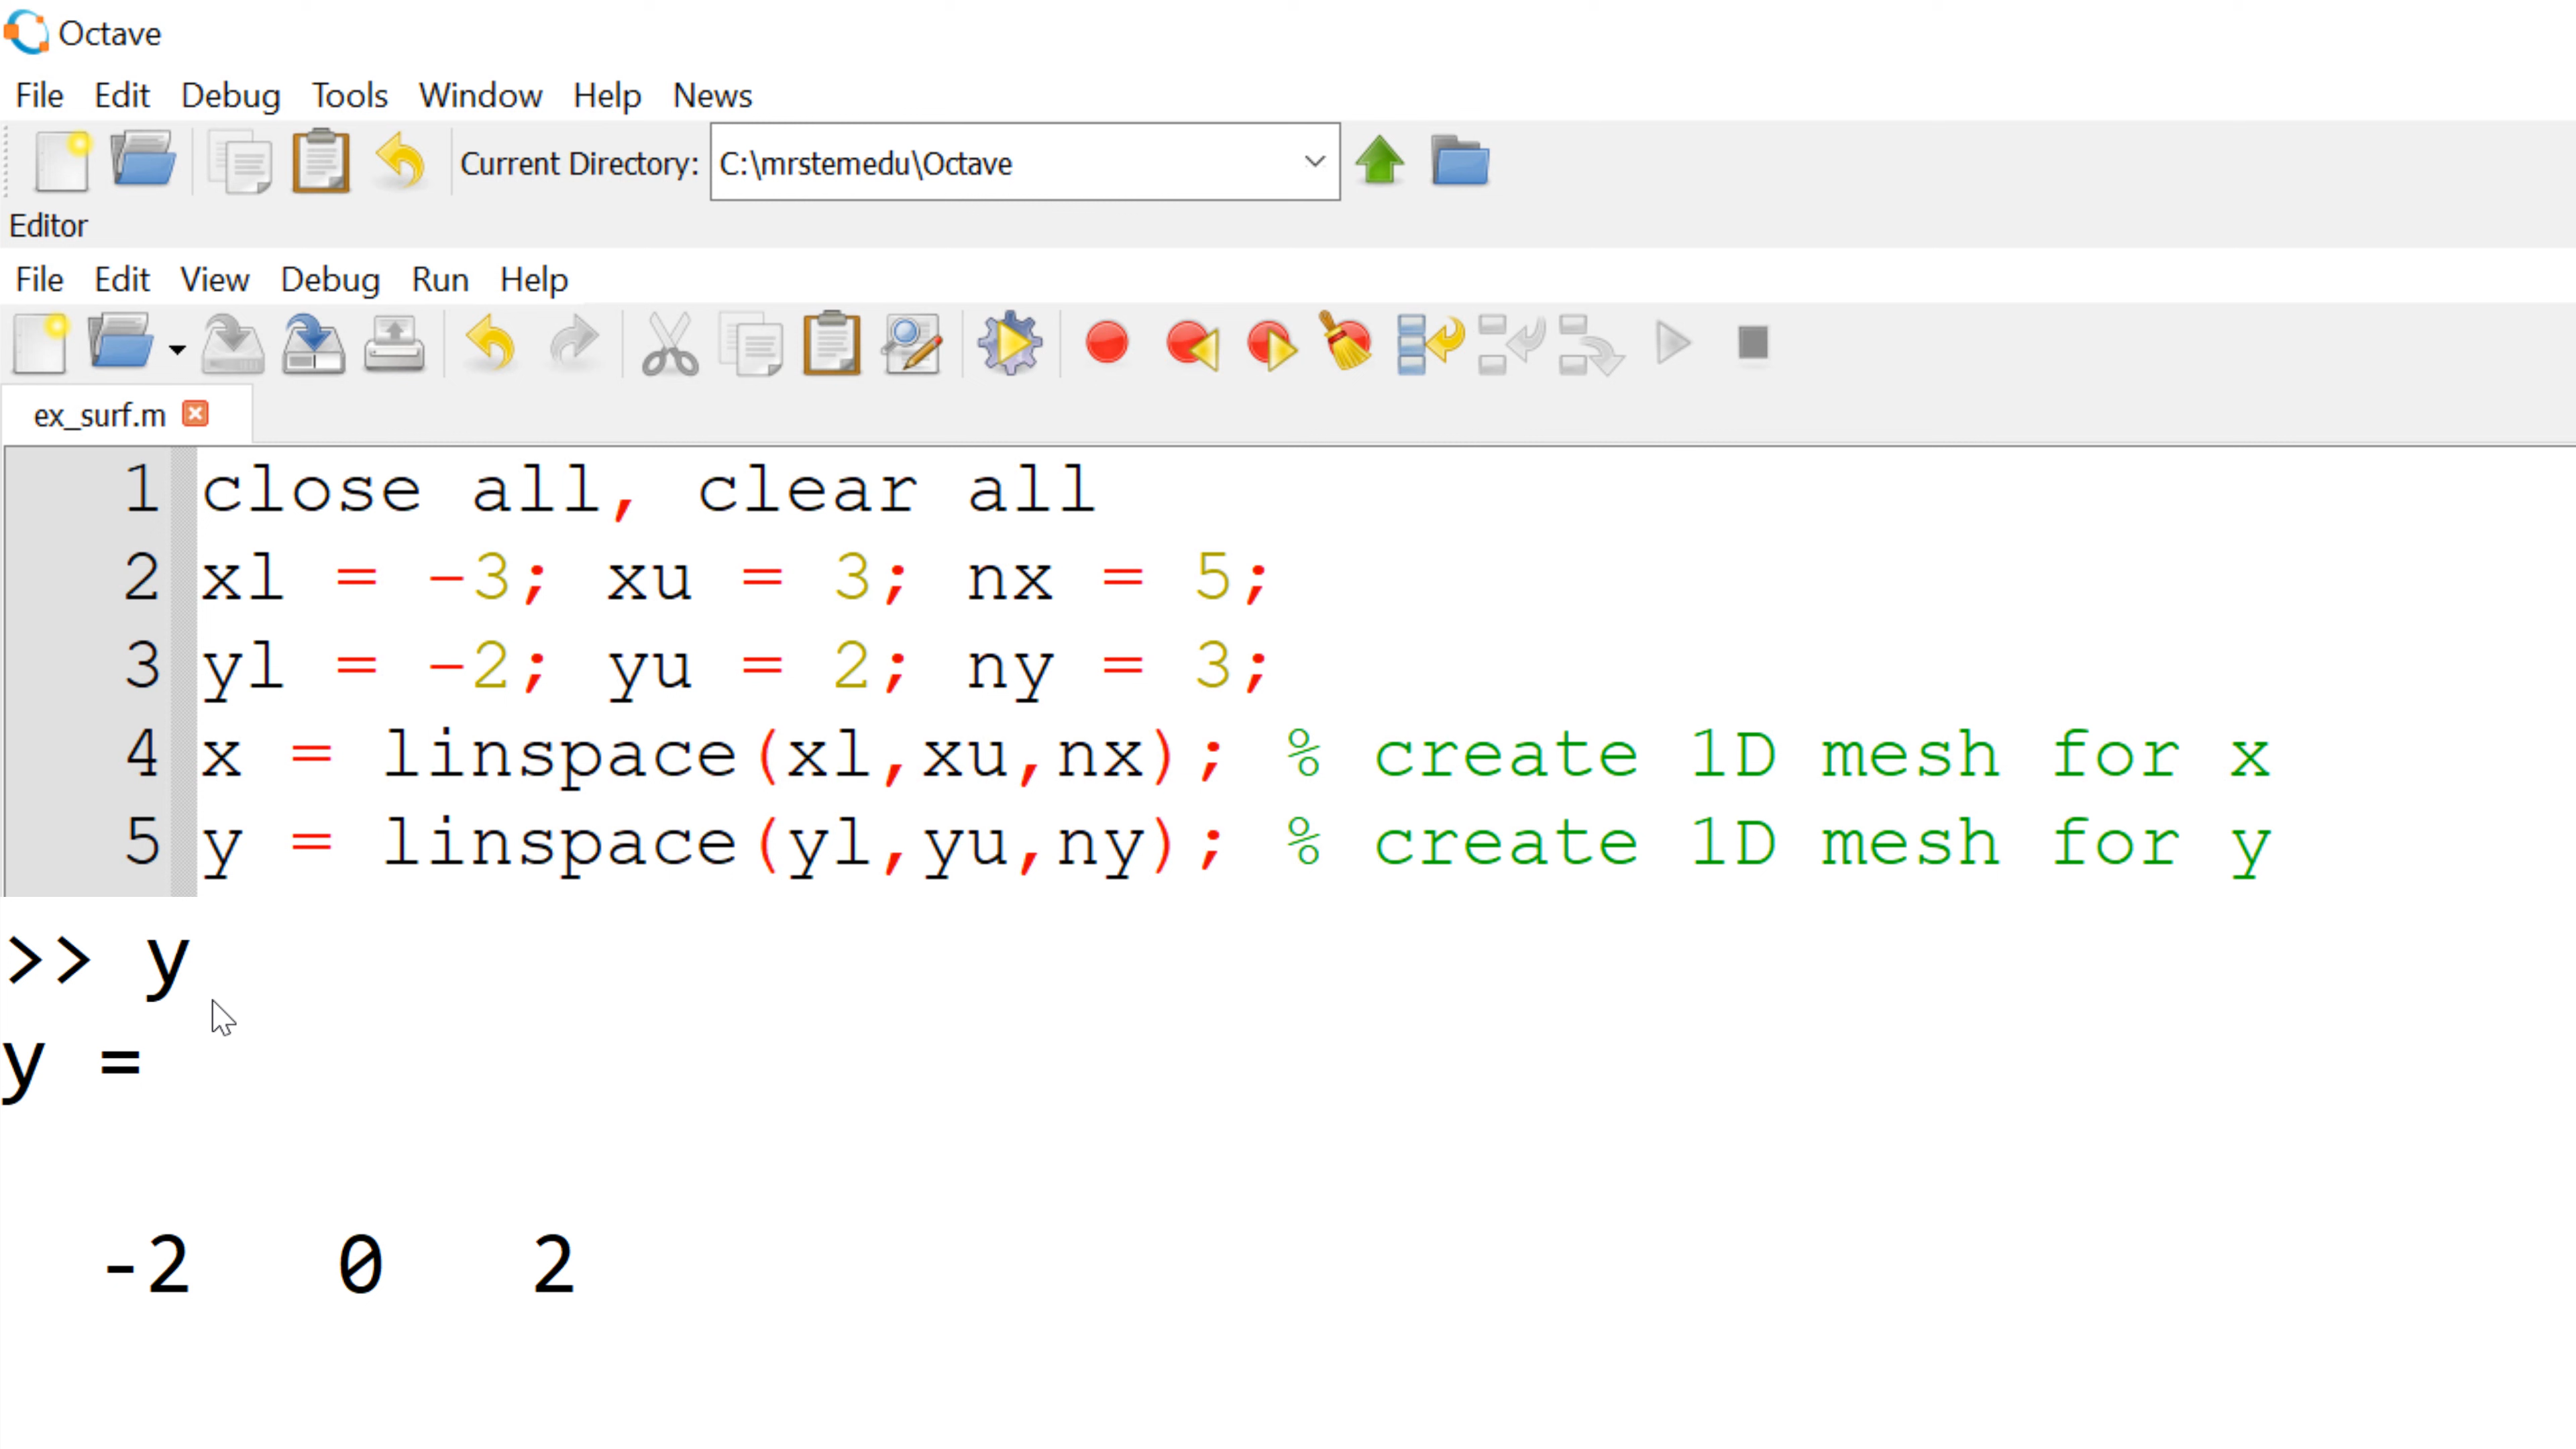 Octave
File Edit Debug Tools Window Help News
Current Directory: C:\mrstemedu\Octave
Editor
File Edit View Debug Run Help
ex_surf.m
1 close all, clear all
2 xl = -3; xu = 3; nx = 5;
3 yl = -2; yu = 2; ny = 3;
4 x = linspace(xl,xu,nx); % create 1D mesh for x
5 y = linspace(yl,yu,ny); % create 1D mesh for y
>> y
y =
-2 0 2